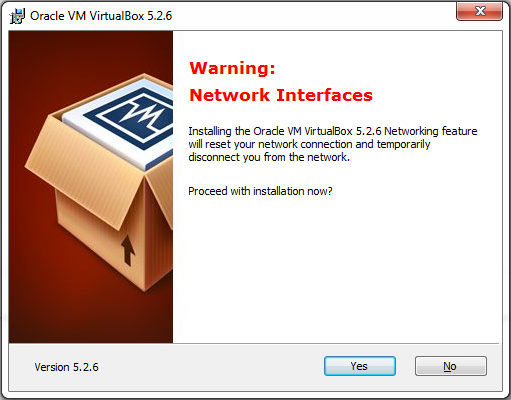 Oracle VM VirtualBox 5.2.6
VM
Warning:
Network Interfaces
Installing the Oracle VM VirtualBox 5.2.6 Networking feature
will reset your network connection and temporarily
disconnect you from the network.
Proceed with installation now?
Version 5.2.6
Yes
No